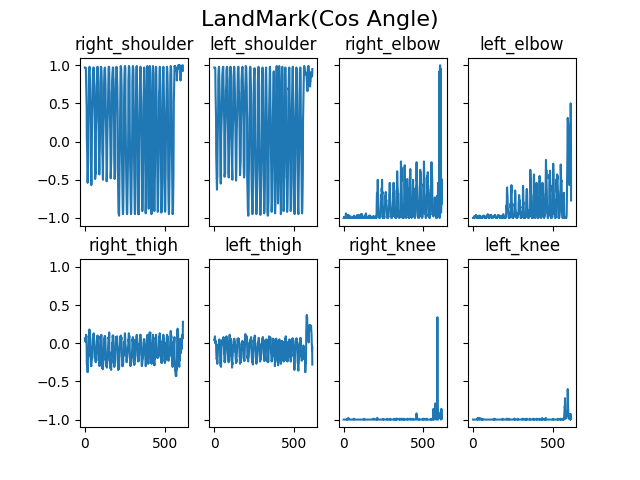 LandMark(Cos Angle)
right_shoulder left_shoulder right_elbow left_elbow
1.0
0.5
0.0
−0.5
−1.0
right_thigh left_thigh right_knee left_knee
1.0
0.5
0.0
−0.5
−1.0
0 500 0 500 0 500 0 500